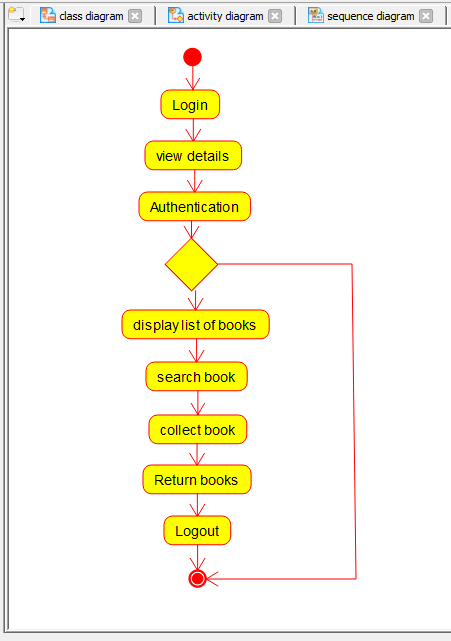 class diagram
activity diagram
sequence diagram
Login
view details
Authentication
display list of books
search book
collect book
Return books
Logout